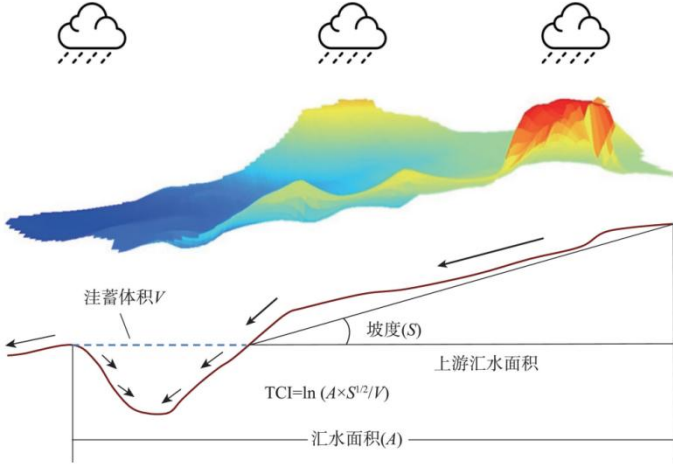 洼蓄体积V
坡度(S)
上游汇水面积
TCI=ln (A×S^{1/2}/V)
汇水面积(A)